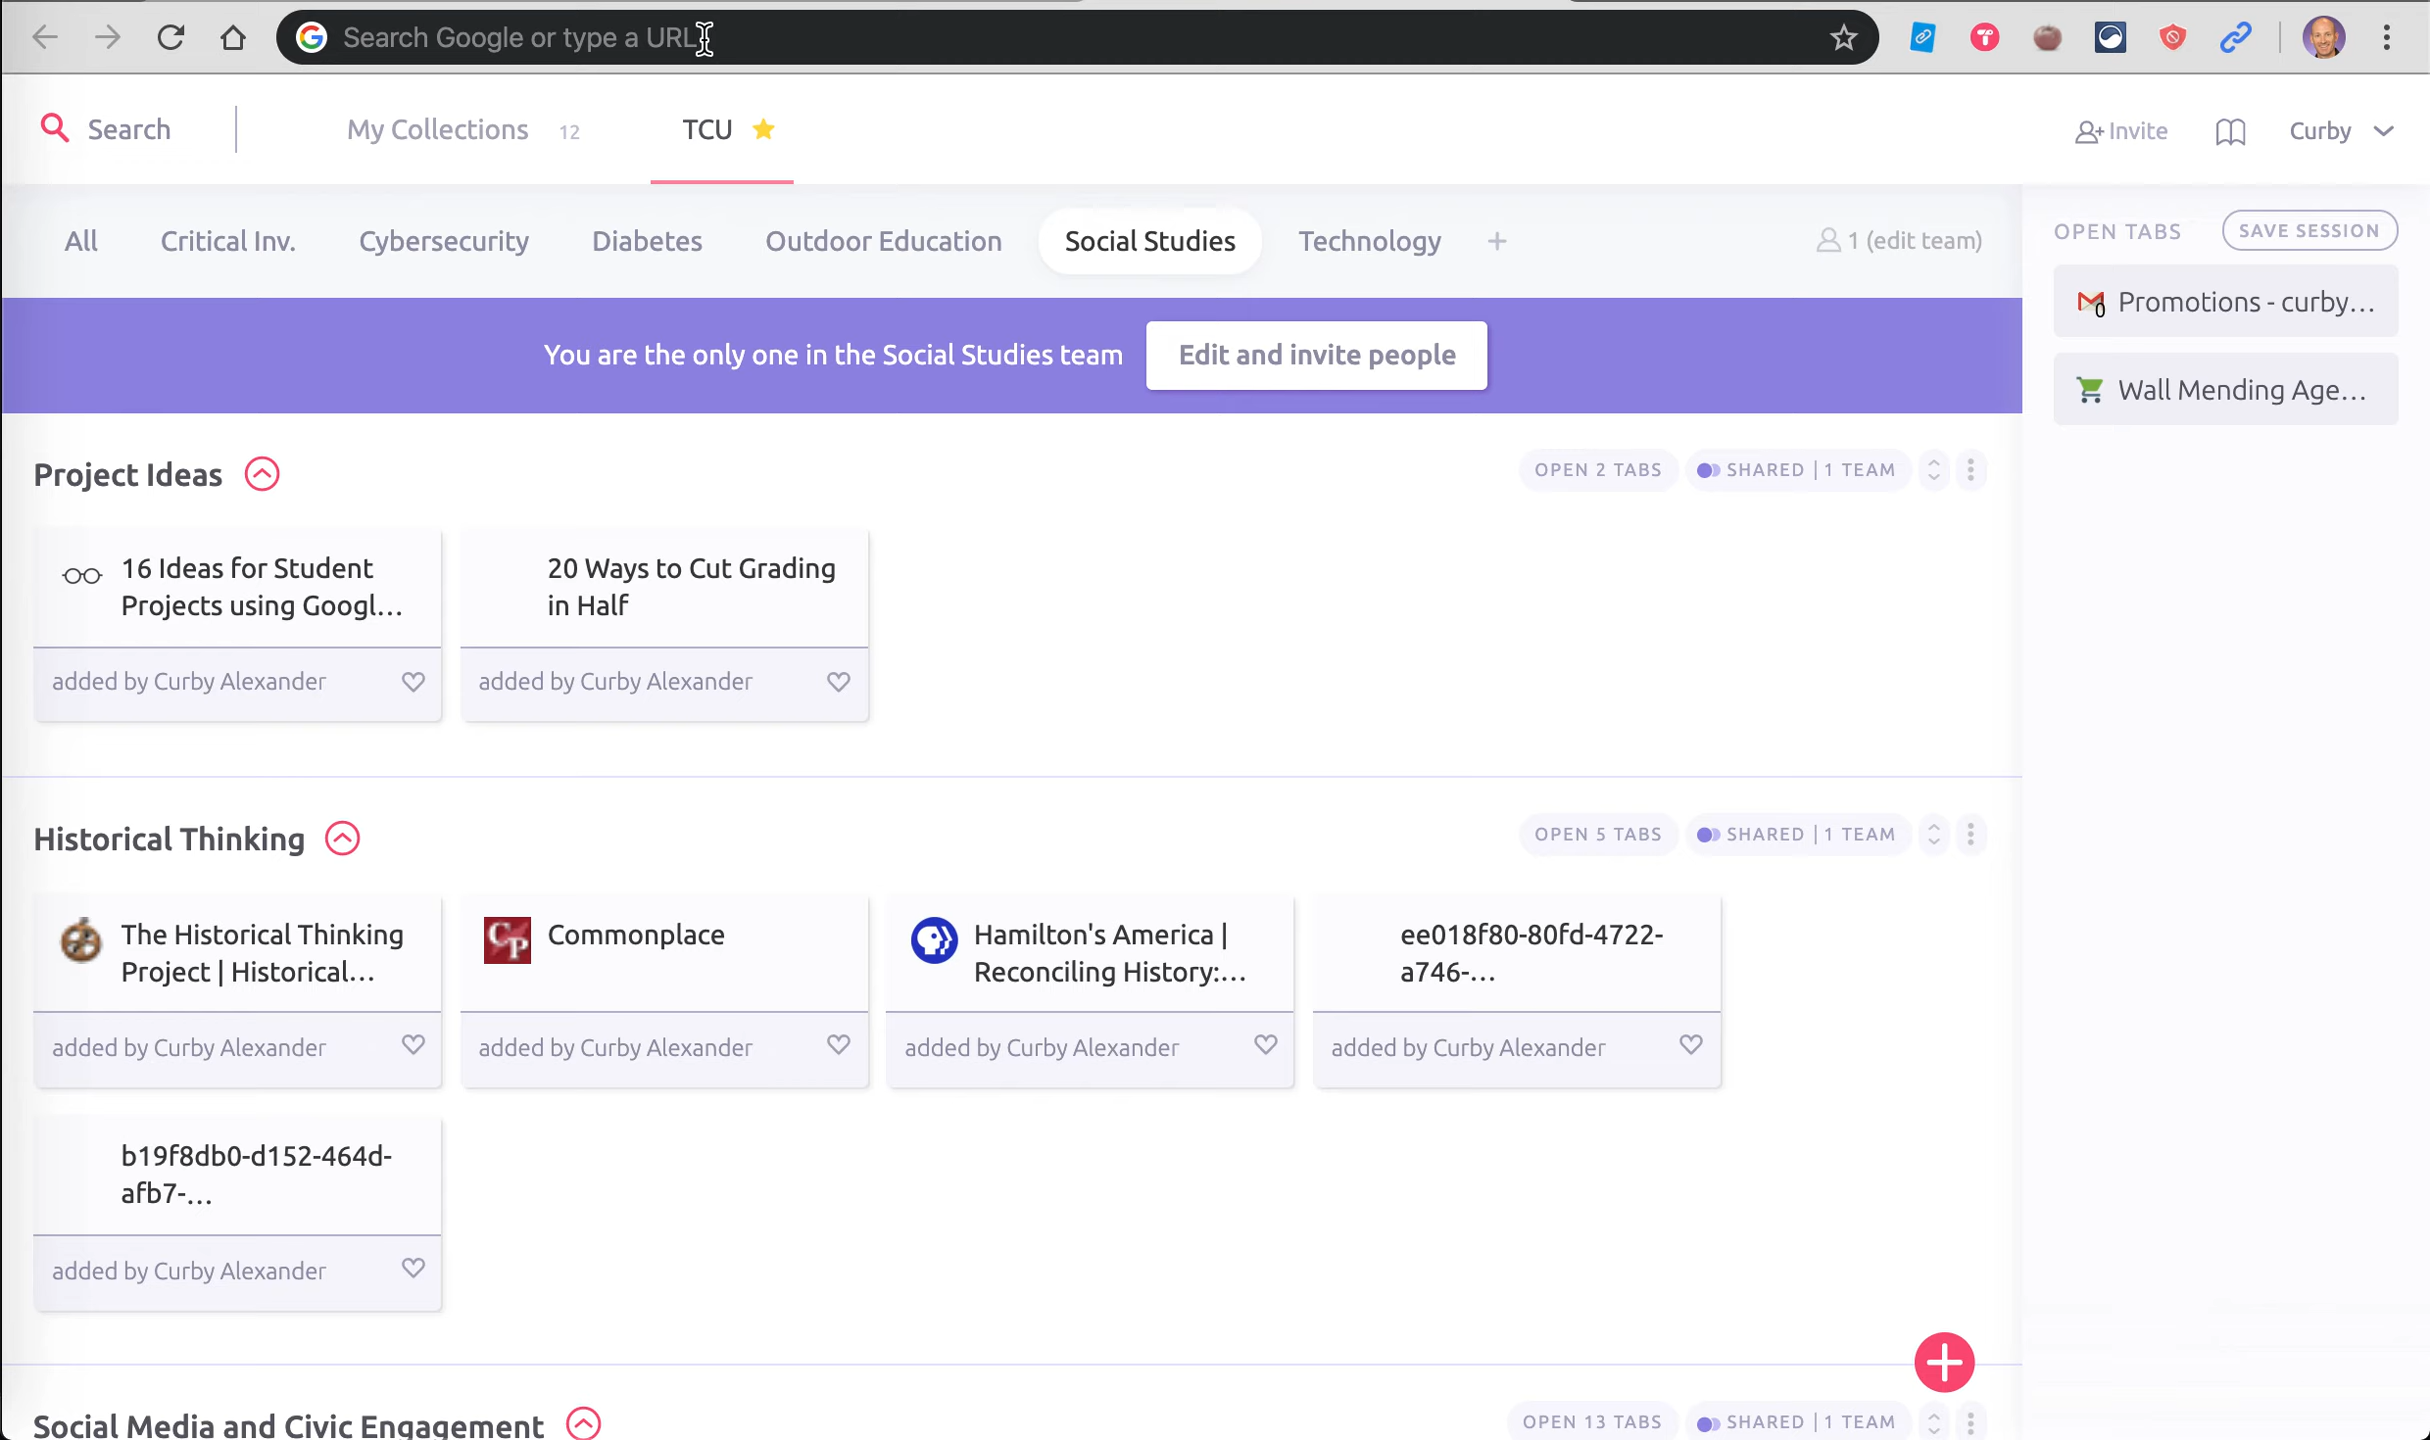 Search Google or type a URL
Search
My Collections 12
TCU
Invite
Curby
All
Critical Inv.
Cybersecurity
Diabetes
Outdoor Education
Social Studies
Technology
+
1 (edit team)
OPEN TABS
SAVE SESSION
0 Promotions - curby...
Wall Mending Age...
You are the only one in the Social Studies team
Edit and invite people
Project Ideas
OPEN 2 TABS
SHARED | 1 TEAM
16 Ideas for Student
Projects using Googl...
added by Curby Alexander
20 Ways to Cut Grading
in Half
added by Curby Alexander
Historical Thinking
OPEN 5 TABS
SHARED | 1 TEAM
The Historical Thinking
Project | Historical...
added by Curby Alexander
CP
Commonplace
added by Curby Alexander
Hamilton's America |
Reconciling History:...
added by Curby Alexander
ee018f80-80fd-4722-
a746-...
added by Curby Alexander
b19f8db0-d152-464d-
afb7-...
added by Curby Alexander
Social Media and Civic Engagement
OPEN 13 TABS
SHARED | 1 TEAM